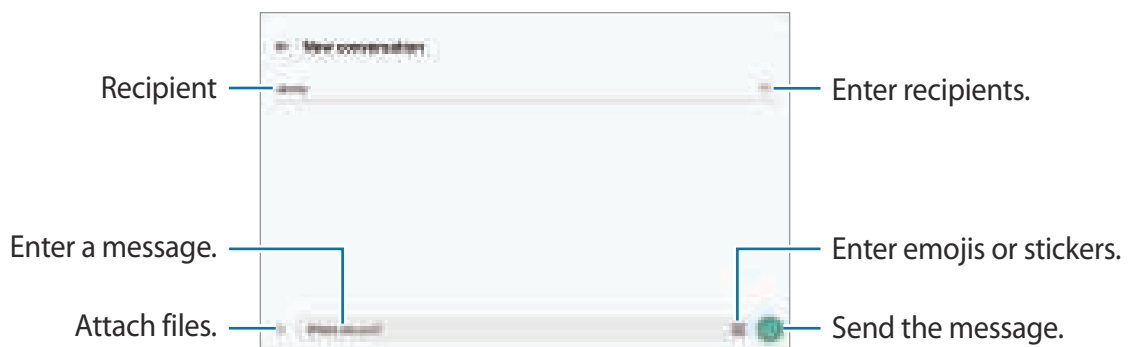 New conversation
Recipient
Enter recipients.
Enter a message.
Enter emojis or stickers.
Attach files.
Send the message.